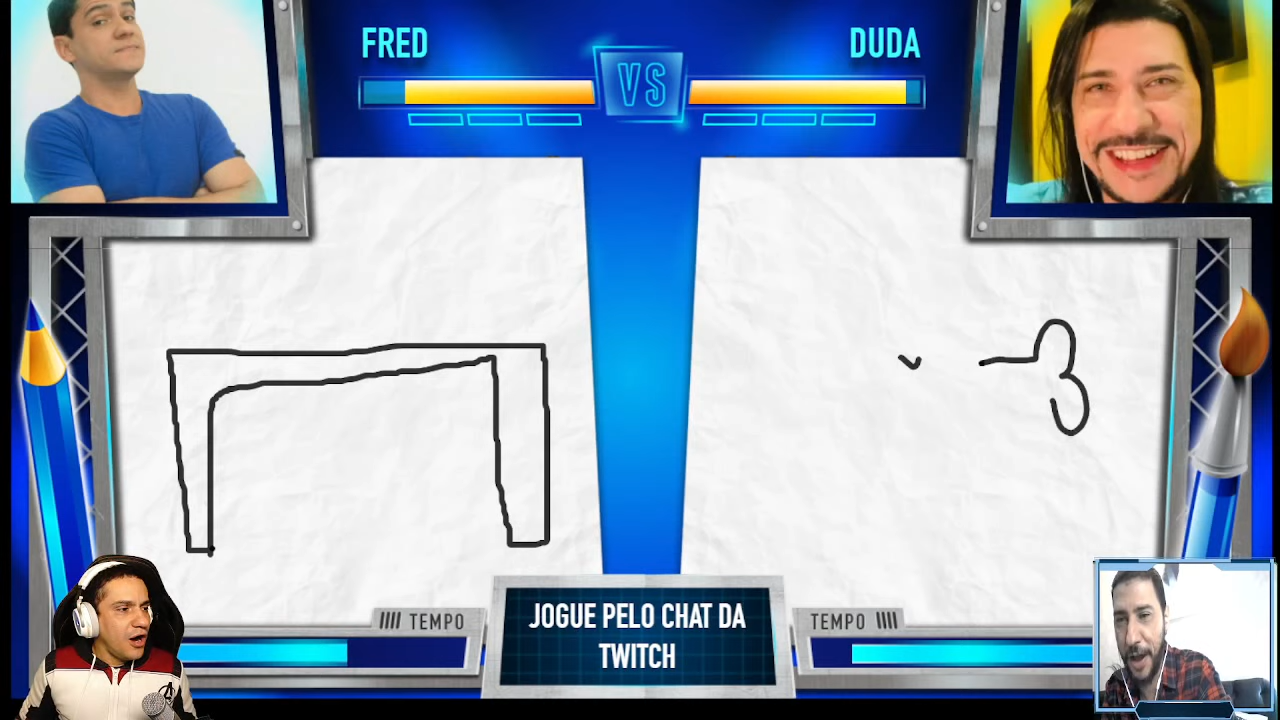 FRED
VS
DUDA
TEMPO
JOGUE PELO CHAT DA
TWITCH
TEMPO